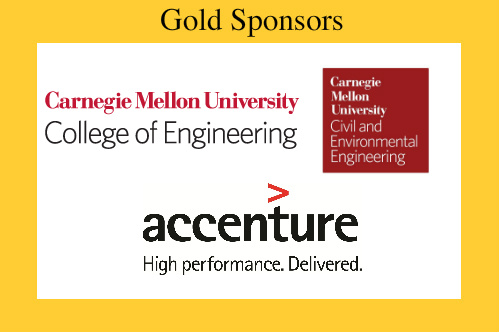 Gold Sponsors
Carnegie Mellon University
College of Engineering
Carnegie
Mellon
University
Civil and
Environmental
Engineering
>
accenture
High performance. Delivered.